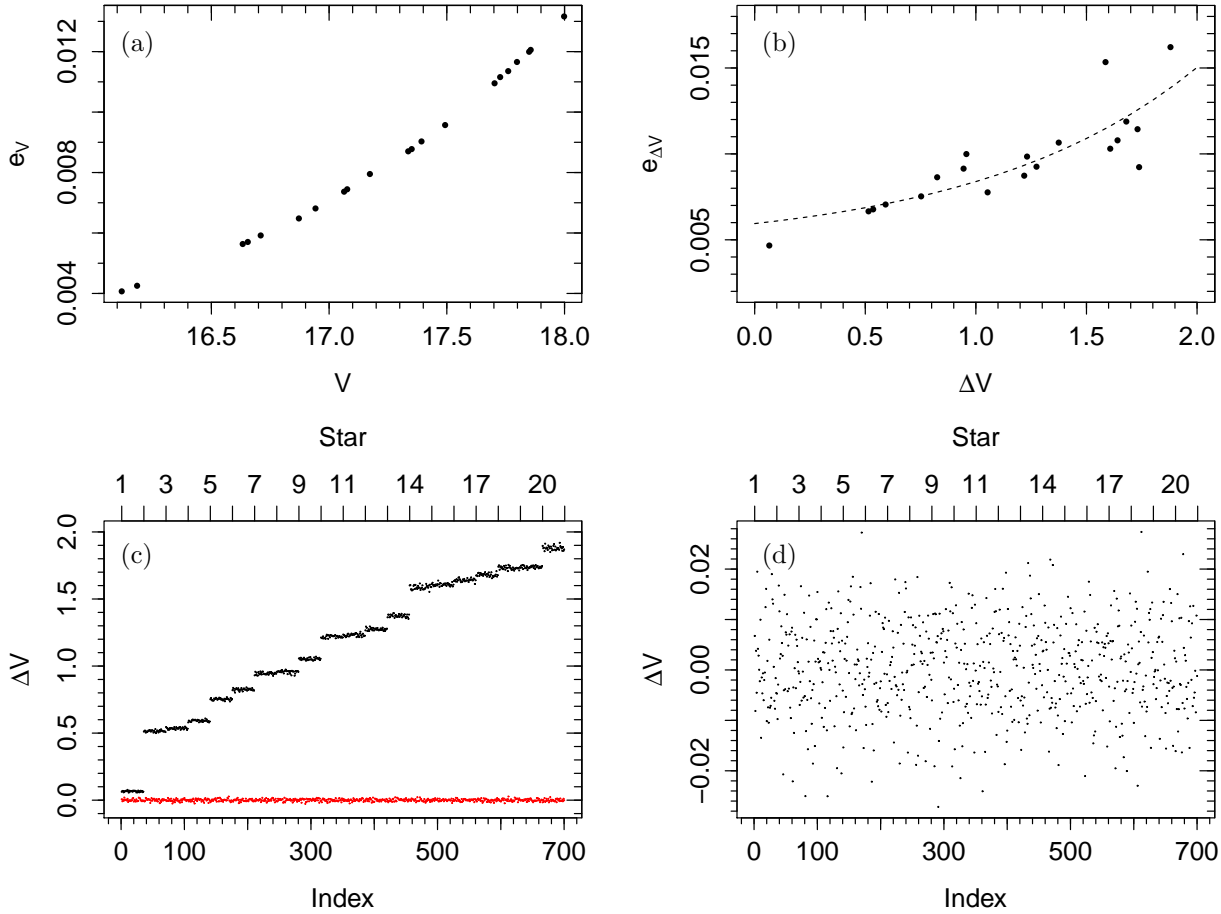 (a)
0.012
0.008
0.004
e_V
16.5 17.0 17.5 18.0
V
(b)
0.015
0.005
e_ΔV
0.0 0.5 1.0 1.5 2.0
ΔV
Star
1 3 5 7 9 11 14 17 20
(c)
2.0
1.5
1.0
0.5
0.0
ΔV
0 100 300 500 700
Index
Star
1 3 5 7 9 11 14 17 20
(d)
0.02
0.00
−0.02
ΔV
0 100 300 500 700
Index